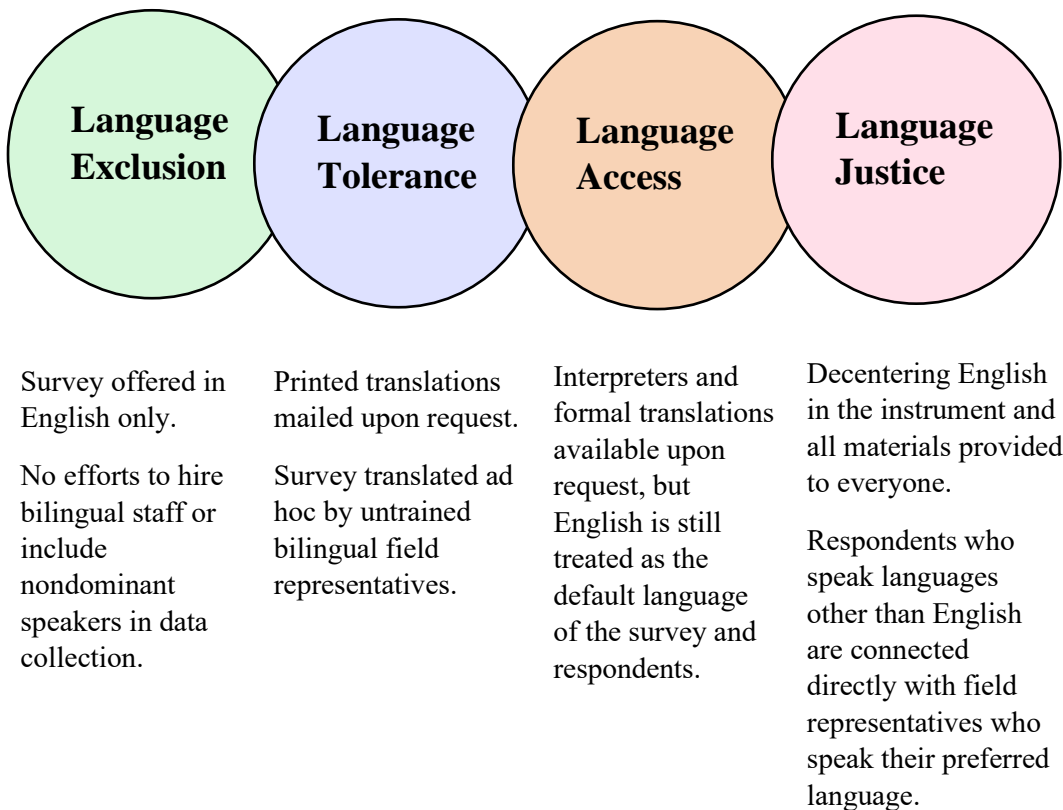 Language
Exclusion
Language
Tolerance
Language
Access
Language
Justice
Survey offered in
English only.
No efforts to hire
bilingual staff or
include
nondominant
speakers in data
collection.
Printed translations
mailed upon request.
Survey translated ad
hoc by untrained
bilingual field
representatives.
Interpreters and
formal translations
available upon
request, but
English is still
treated as the
default language
of the survey and
respondents.
Decentering English
in the instrument and
all materials provided
to everyone.
Respondents who
speak languages
other than English
are connected
directly with field
representatives who
speak their preferred
language.